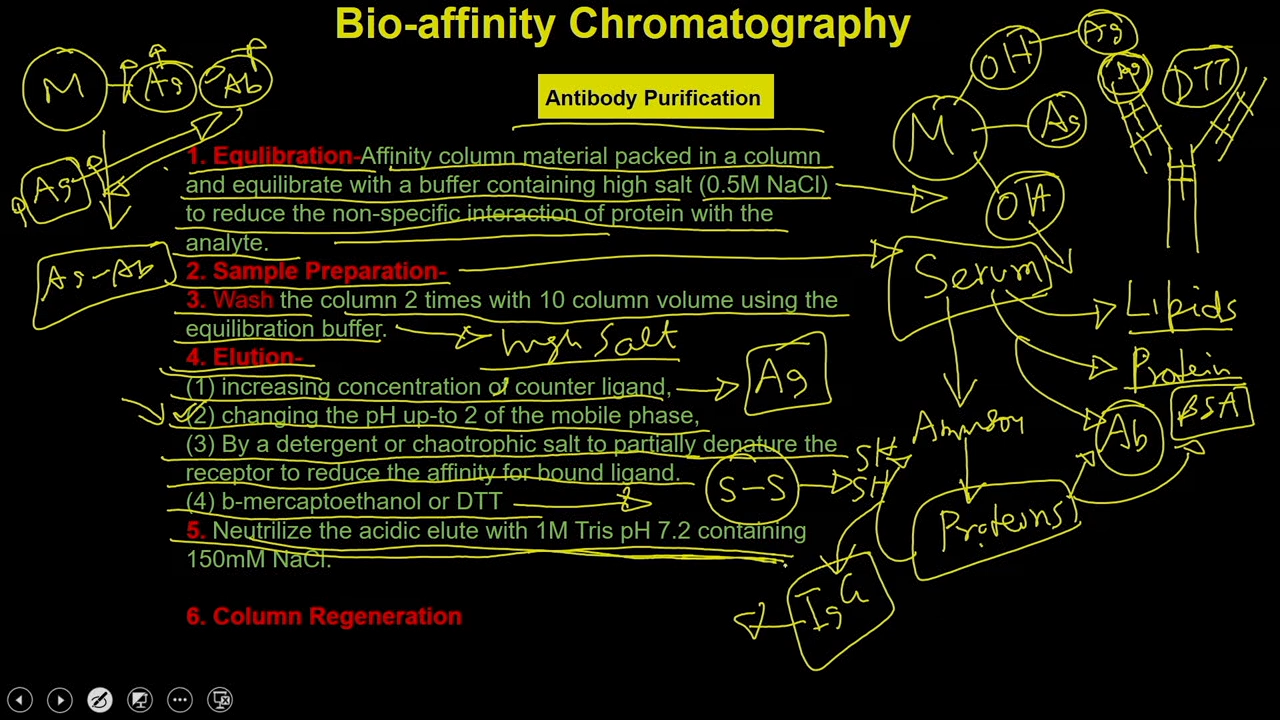 Bio-affinity Chromatography
Antibody Purification
1. Equlibration-Affinity column material packed in a column
and equilibrate with a buffer containing high salt (0.5M NaCl)
to reduce the non-specific interaction of protein with the
analyte.
2. Sample Preparation-
3. Wash the column 2 times with 10 column volume using the
equilibration buffer.
high Salt
4. Elution-
(1) increasing concentration of counter ligand,
(2) changing the pH up-to 2 of the mobile phase,
(3) By a detergent or chaotrophic salt to partially denature the
receptor to reduce the affinity for bound ligand.
(4) b-mercaptoethanol or DTT
5. Neutrilize the acidic elute with 1M Tris pH 7.2 containing
150mM NaCl.
6. Column Regeneration
M
Ag
Ab
Ag
Ag-Ab
OH
Ag
Ag
DTT
M
Ag
OH
Serum
Lipids
Protein
BSA
Ag
Ab
SH
S-S
SH
Proteins
IgG